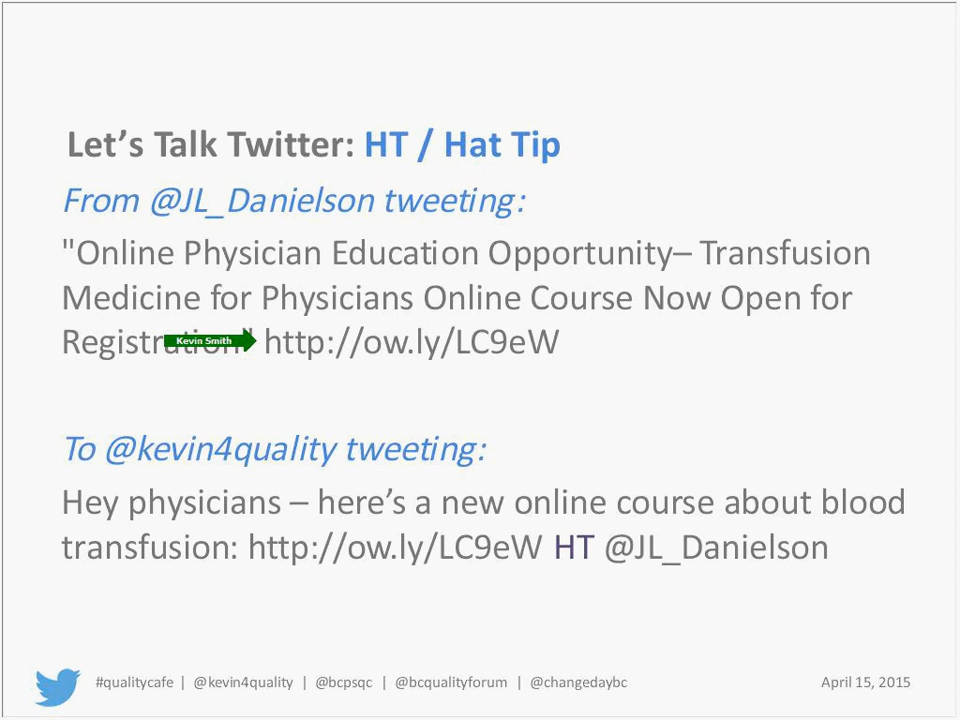 Let’s Talk Twitter: HT / Hat Tip
From @JL_Danielson tweeting:
"Online Physician Education Opportunity– Transfusion
Medicine for Physicians Online Course Now Open for
Registration" http://ow.ly/LC9eW
Kevin Smith
To @kevin4quality tweeting:
Hey physicians – here’s a new online course about blood
transfusion: http://ow.ly/LC9eW HT @JL_Danielson
#qualitycafe | @kevin4quality | @bcpsqc | @bcqualityforum | @changedaybc April 15, 2015